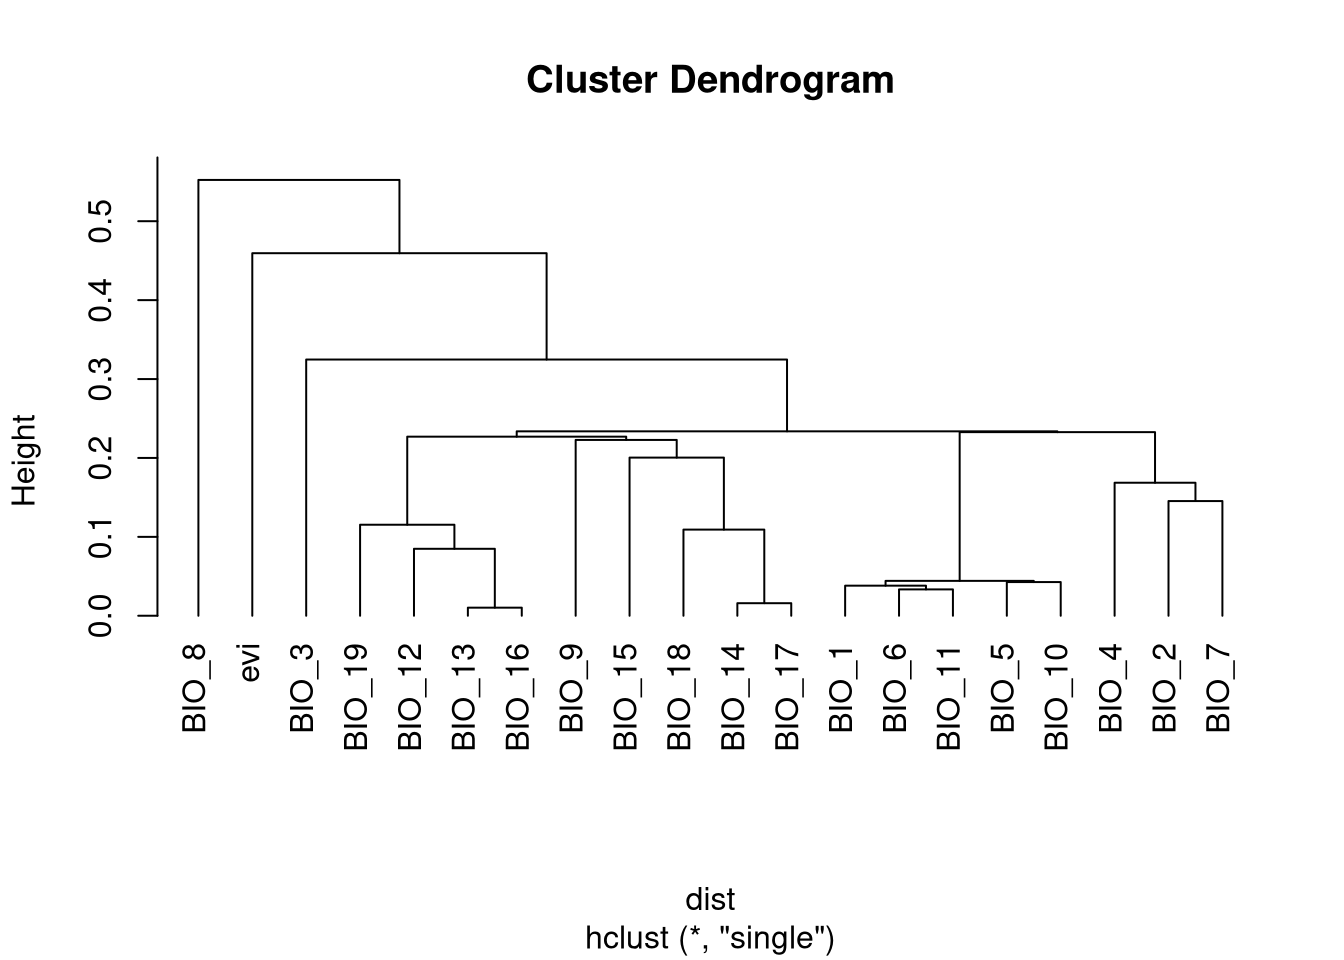 Cluster Dendrogram
Height
0.5
0.4
0.3
0.2
0.1
0.0
BIO_8
evi
BIO_3
BIO_19
BIO_12
BIO_13
BIO_16
BIO_9
BIO_15
BIO_18
BIO_14
BIO_17
BIO_1
BIO_6
BIO_11
BIO_5
BIO_10
BIO_4
BIO_2
BIO_7
dist
hclust (*, "single")